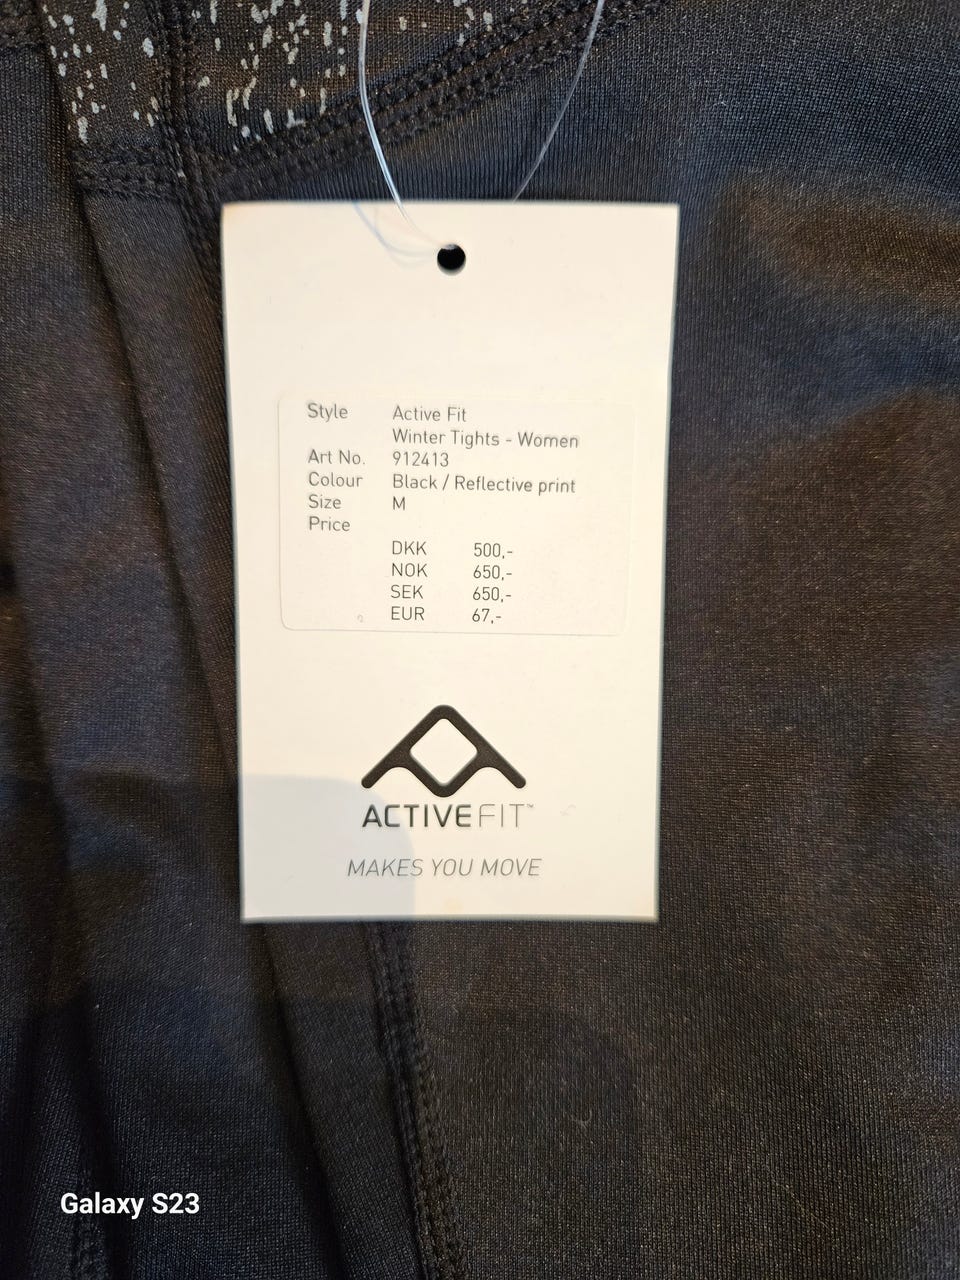 Style Active Fit
Winter Tights - Women
Art No. 912413
Colour Black / Reflective print
Size M
Price
DKK 500,-
NOK 650,-
SEK 650,-
EUR 67,-
ACTIVEFIT™
MAKES YOU MOVE
Galaxy S23